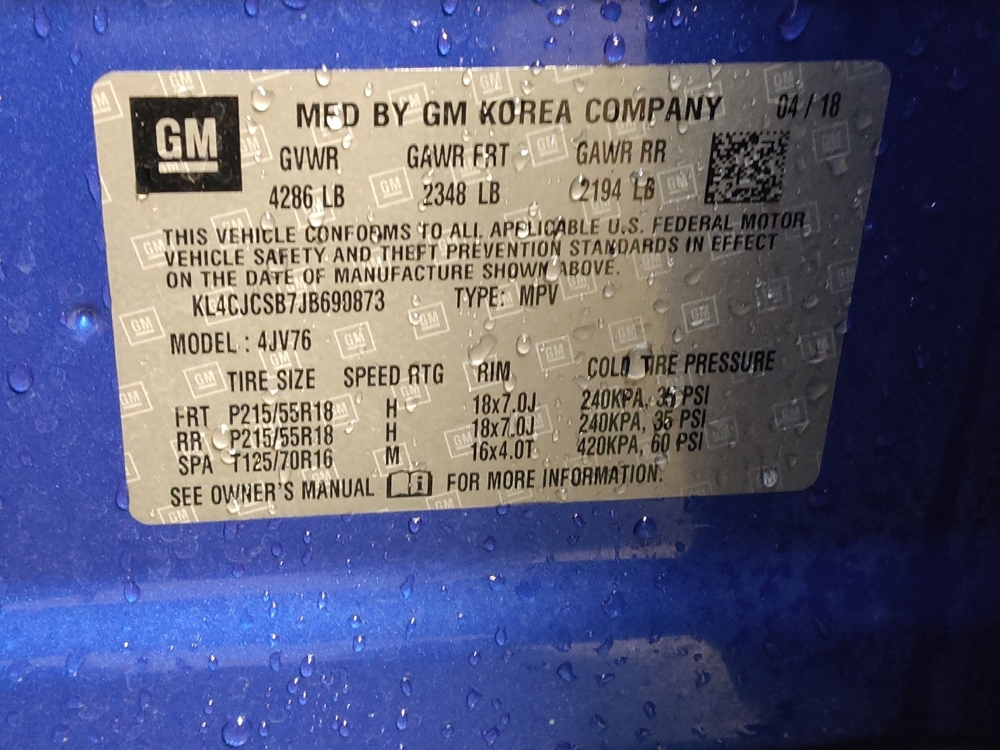 GM
MFD BY GM KOREA COMPANY 04 / 18
GVWR GAWR FRT GAWR RR
4286 LB 2348 LB 2194 LB
THIS VEHICLE CONFORMS TO ALL APPLICABLE U.S. FEDERAL MOTOR
VEHICLE SAFETY AND THEFT PREVENTION STANDARDS IN EFFECT
ON THE DATE OF MANUFACTURE SHOWN ABOVE.
KL4CJCSB7JB690873 TYPE: MPV
MODEL : 4JV76
TIRE SIZE SPEED RTG RIM COLD TIRE PRESSURE
FRT P215/55R18 H 18x7.0J 240KPA, 35 PSI
RR P215/55R18 H 18x7.0J 240KPA, 35 PSI
SPA T125/70R16 M 16x4.0T 420KPA, 60 PSI
SEE OWNER'S MANUAL FOR MORE INFORMATION.